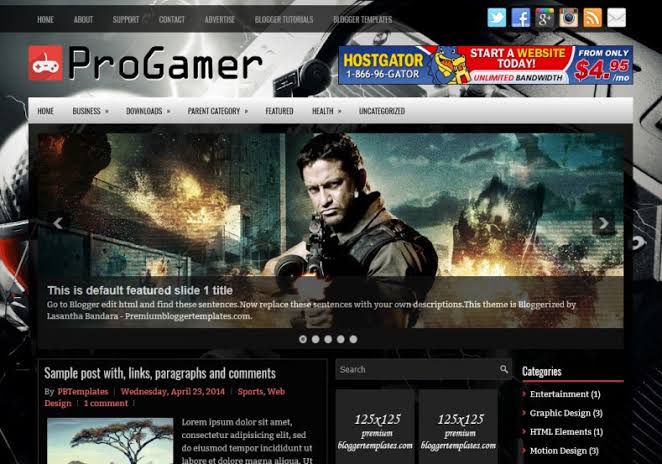 HOME ABOUT SUPPORT CONTACT ADVERTISE BLOGGER TUTORIALS BLOGGER TEMPLATES
ProGamer
HOSTGATOR
1-866-96-GATOR
START A WEBSITE
TODAY!
UNLIMITED BANDWIDTH
FROM ONLY
$4.95
/mo
HOME BUSINESS » DOWNLOADS » PARENT CATEGORY » FEATURED HEALTH » UNCATEGORIZED
This is default featured slide 1 title
Go to Blogger edit html and find these sentences.Now replace these sentences with your own descriptions.This theme is Bloggerized by
Lasantha Bandara - Premiumbloggertemplates.com.
Sample post with, links, paragraphs and comments
By PBTemplates | Wednesday, April 23, 2014 | Sports, Web
Design | 1 comment |
Lorem ipsum dolor sit amet,
consectetur adipisicing elit, sed
do eiusmod tempor incididunt ut
labore et dolore magna aliqua. Ut
Search
125x125
premium
bloggertemplates.com
125x125
premium
bloggertemplates.com
Categories
Entertainment (1)
Graphic Design (3)
HTML Elements (1)
Motion Design (3)